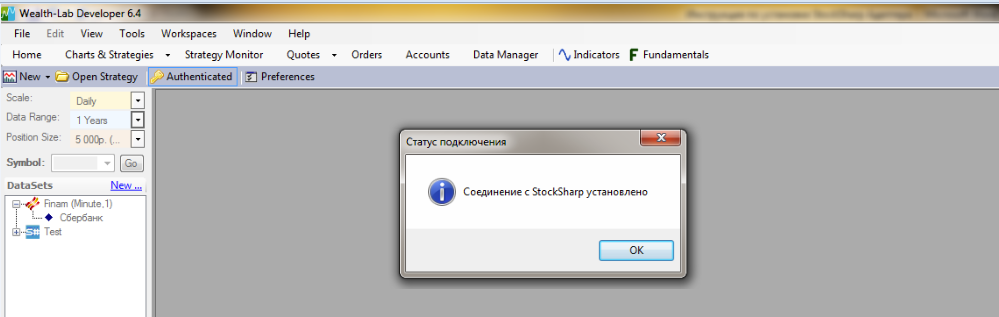 Wealth-Lab Developer 6.4
File Edit View Tools Workspaces Window Help
Home Charts & Strategies Strategy Monitor Quotes Orders Accounts Data Manager Indicators F Fundamentals
New Open Strategy Authenticated Preferences
Scale: Daily
Data Range: 1 Years
Position Size: 5 000р. (...
Symbol: Go
DataSets New ...
Finam (Minute,1)
Сбербанк
S# Test
Статус подключения
Соединение с StockSharp установлено
OK